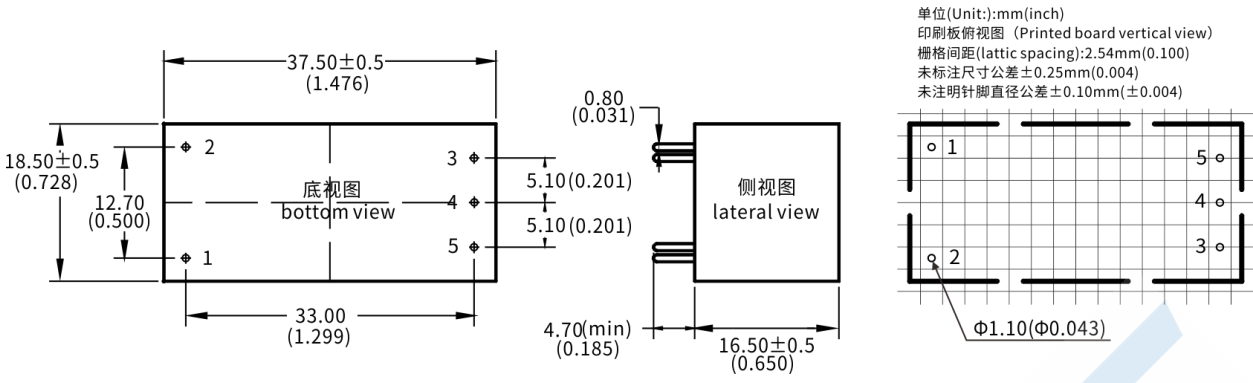 单位(Unit:):mm(inch)
印刷板俯视图（Printed board vertical view）
栅格间距(lattic spacing):2.54mm(0.100)
未标注尺寸公差±0.25mm(0.004)
未注明针脚直径公差±0.10mm(±0.004)
37.50±0.5
(1.476)
18.50±0.5
(0.728)
12.70
(0.500)
2
1
3
4
5
底视图
bottom view
5.10(0.201)
5.10(0.201)
33.00
(1.299)
0.80
(0.031)
侧视图
lateral view
4.70(min)
(0.185)
16.50±0.5
(0.650)
1
2
5
4
3
Φ1.10(Φ0.043)